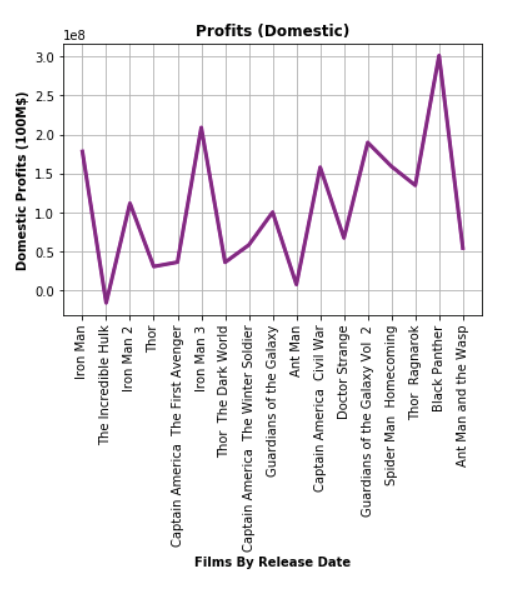 Profits (Domestic)
1e8
3.0
2.5
2.0
1.5
1.0
0.5
0.0
Domestic Profits (100M$)
Iron Man
The Incredible Hulk
Iron Man 2
Thor
Captain America  The First Avenger
Iron Man 3
Thor  The Dark World
Captain America  The Winter Soldier
Guardians of the Galaxy
Ant Man
Captain America  Civil War
Doctor Strange
Guardians of the Galaxy Vol  2
Spider Man  Homecoming
Thor  Ragnarok
Black Panther
Ant Man and the Wasp
Films By Release Date